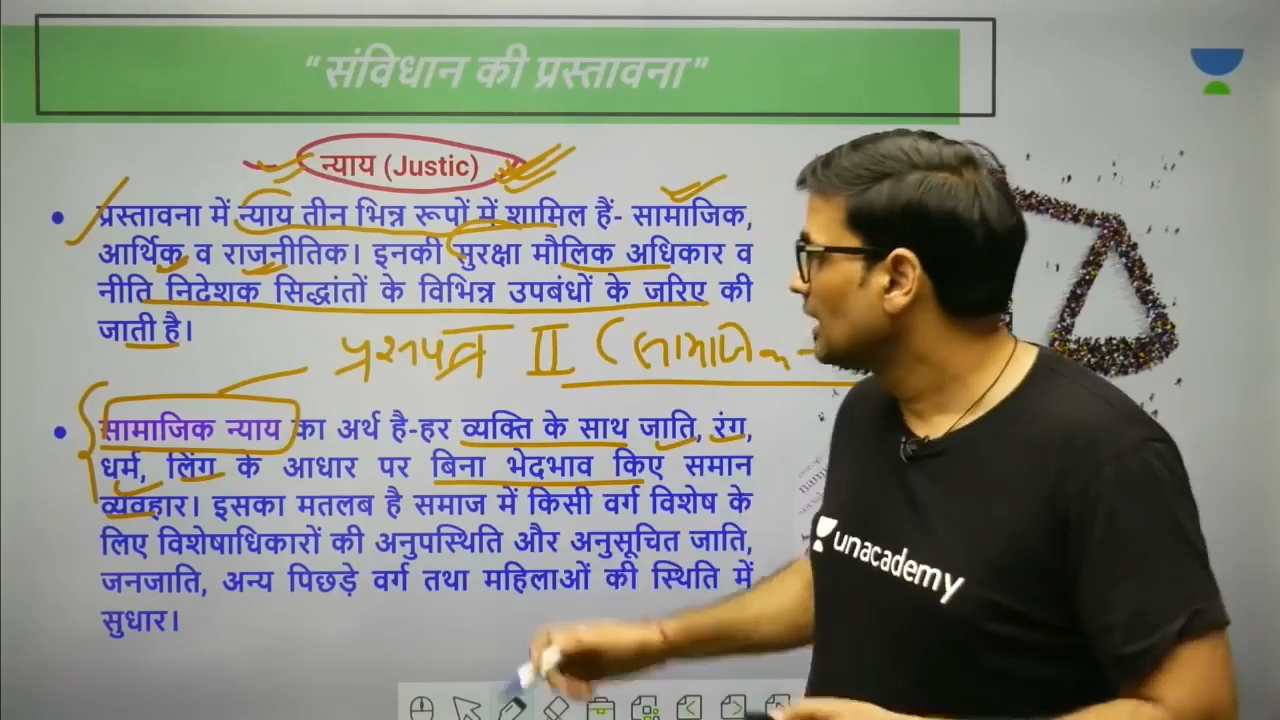 “संविधान की प्रस्तावना”
न्याय (Justic)
प्रस्तावना में न्याय तीन भिन्न रूपों में शामिल हैं- सामाजिक,
आर्थिक व राजनीतिक। इनकी सुरक्षा मौलिक अधिकार व
नीति निदेशक सिद्धांतों के विभिन्न उपबंधों के जरिए की
जाती है।
प्रश्नपत्र II (सामाजिक -
सामाजिक न्याय का अर्थ है-हर व्यक्ति के साथ जाति, रंग,
धर्म, लिंग के आधार पर बिना भेदभाव किए समान
व्यवहार। इसका मतलब है समाज में किसी वर्ग विशेष के
लिए विशेषाधिकारों की अनुपस्थिति और अनुसूचित जाति,
जनजाति, अन्य पिछड़े वर्ग तथा महिलाओं की स्थिति में
सुधार।
unacademy